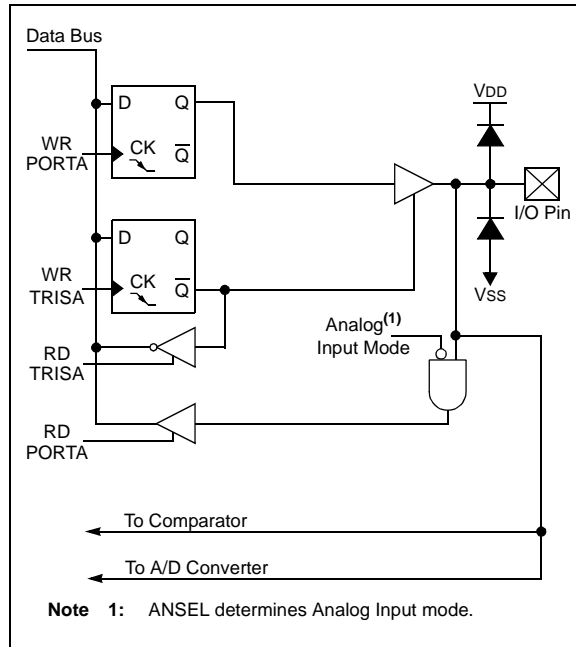 Data Bus
D Q
WR
PORTA
CK
Q
VDD
I/O Pin
VSS
D Q
WR
TRISA
CK
Q
Analog(1)
Input Mode
RD
TRISA
RD
PORTA
To Comparator
To A/D Converter
Note 1: ANSEL determines Analog Input mode.